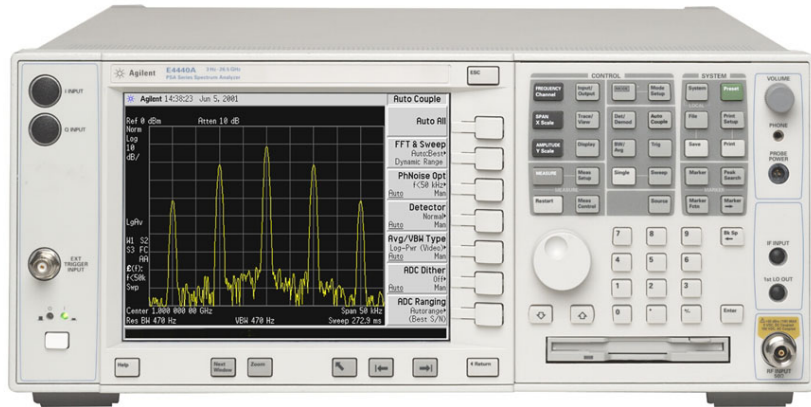 Agilent E4440A
PSA Series Spectrum Analyzer
ESC
I INPUT
Q INPUT
EXT
TRIGGER
INPUT
Agilent 14:38:23 Jun 5, 2001
Ref 0 dBm Atten 10 dB
Norm
Log
10
dB/
LgAv
W1 S2
S3 FC
AA
£(f):
f<50k
Swp
Center 1.000 000 00 GHz Span 50 kHz
Res BW 470 Hz VBW 470 Hz Sweep 272.9 ms
Auto Couple
Auto All
FFT & Sweep
Auto:Best
Dynamic Range
PhNoise Opt
f<50 kHz
Auto Man
Detector
Normal
Auto Man
Avg/VBW Type
Log-Pwr (Video)
Auto Man
ADC Dither
Off
Auto Man
ADC Ranging
Autorange
(Best S/N)
Help
Next
Window
Zoom
Return
CONTROL
SYSTEM
FREQUENCY
Channel
Input/
Output
MODE
Mode
Setup
System
Preset
LOCAL
SPAN
X Scale
Trace/
View
Det/
Demod
Auto
Couple
File
Print
Setup
AMPLITUDE
Y Scale
Display
BW/
Avg
Trig
Save
Print
MEASURE
Meas
Setup
Single
Sweep
Marker
Peak
Search
MEASURE
MARKER
Restart
Meas
Control
Source
Marker
Fctn
Marker
7
8
9
Bk Sp
4
5
6
1
2
3
0
.
Enter
VOLUME
PHONE
PROBE
POWER
IF INPUT
1st LO OUT
RF INPUT
50Ω